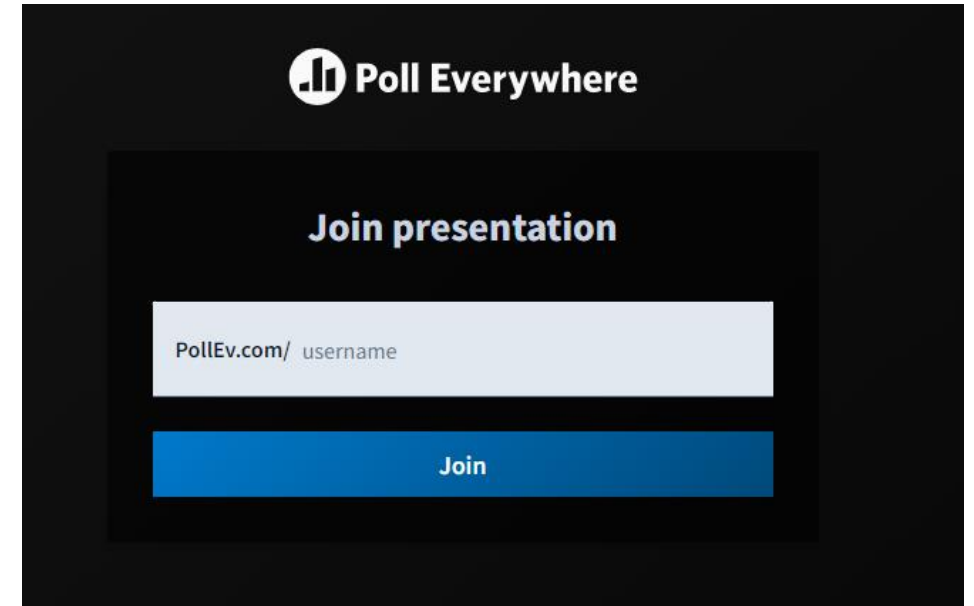 Poll Everywhere
Join presentation
PollEv.com/ username
Join